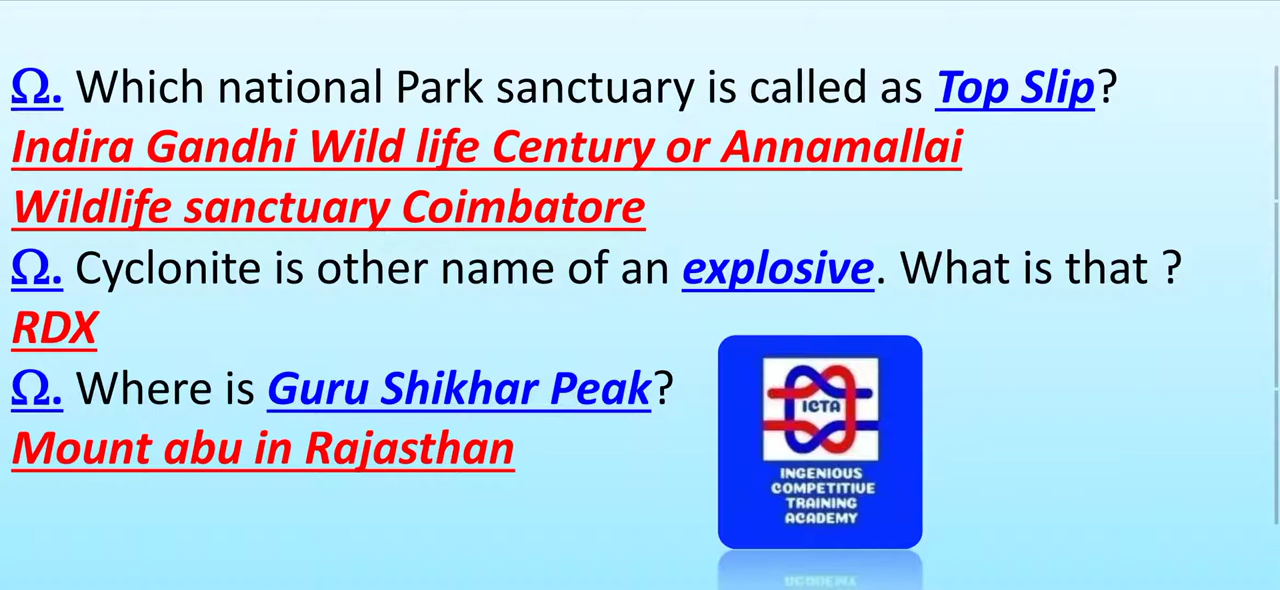 Ω. Which national Park sanctuary is called as Top Slip?
Indira Gandhi Wild life Century or Annamallai
Wildlife sanctuary Coimbatore
Ω. Cyclonite is other name of an explosive. What is that ?
RDX
Ω. Where is Guru Shikhar Peak?
Mount abu in Rajasthan
ICTA
INGENIOUS
COMPETITIVE
TRAINING
ACADEMY